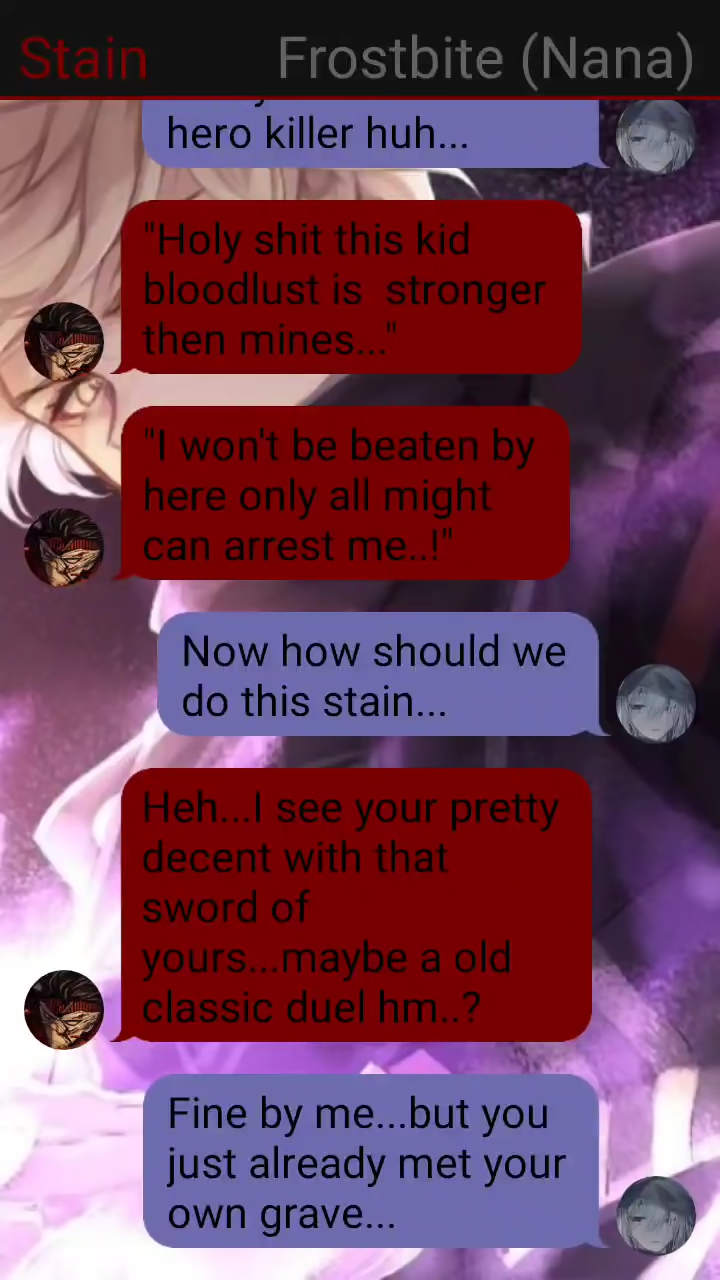 Stain Frostbite (Nana)
hero killer huh...
"Holy shit this kid
bloodlust is  stronger
then mines..."
"I won't be beaten by
here only all might
can arrest me..!"
Now how should we
do this stain...
Heh...I see your pretty
decent with that
sword of
yours...maybe a old
classic duel hm..?
Fine by me...but you
just already met your
own grave...